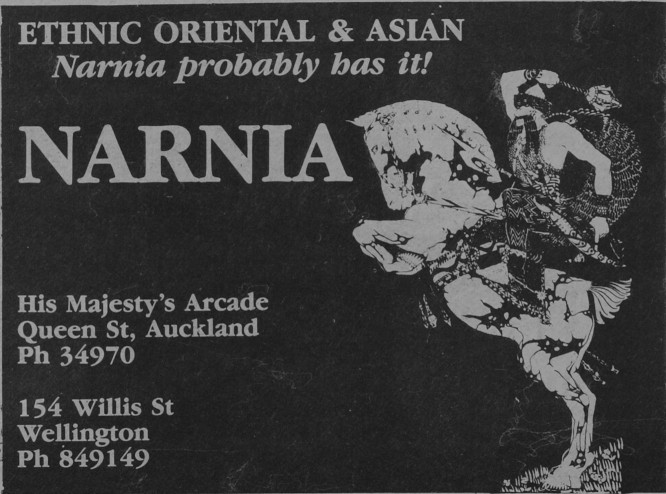 ETHNIC ORIENTAL & ASIAN
Narnia probably has it!
NARNIA
His Majesty's Arcade
Queen St, Auckland
Ph 34970
154 Willis St
Wellington
Ph 849149